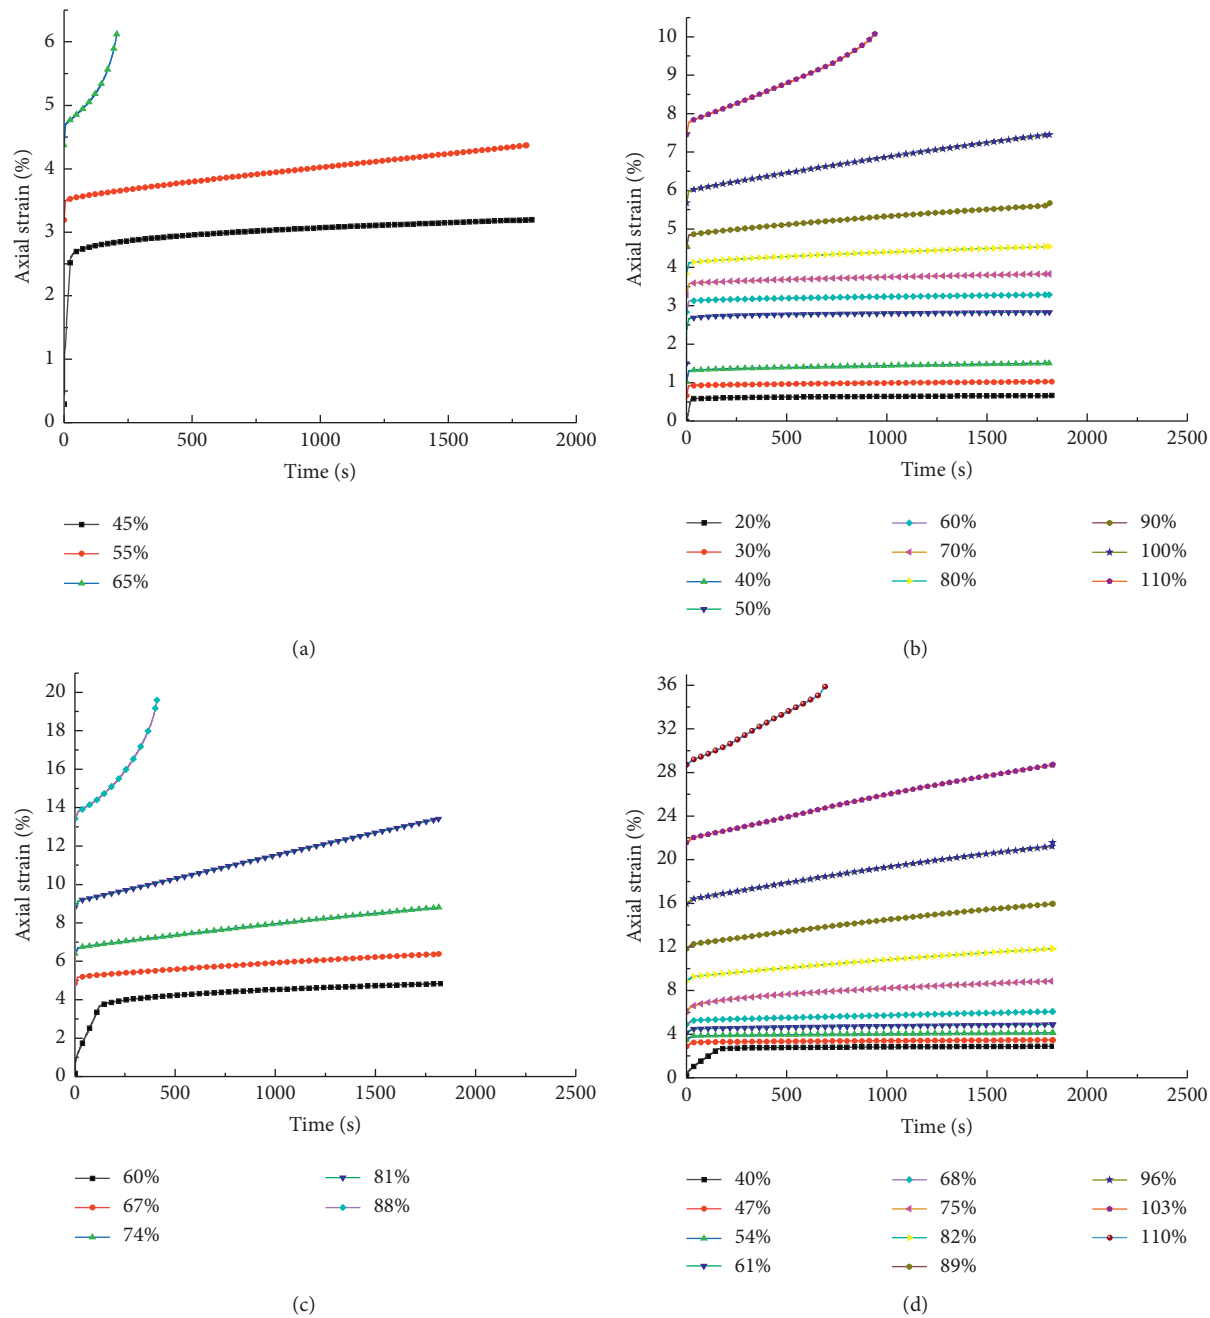 6
5
4
3
2
1
0
Axial strain (%)
0 500 1000 1500 2000
Time (s)
45%
55%
65%
(a)
10
9
8
7
6
5
4
3
2
1
0
Axial strain (%)
0 500 1000 1500 2000 2500
Time (s)
20% 60% 90%
30% 70% 100%
40% 80% 110%
50%
(b)
20
18
16
14
12
10
8
6
4
2
0
Axial strain (%)
0 500 1000 1500 2000 2500
Time (s)
60% 81%
67% 88%
74%
(c)
36
32
28
24
20
16
12
8
4
0
Axial strain (%)
0 500 1000 1500 2000 2500
Time (s)
40% 68% 96%
47% 75% 103%
54% 82% 110%
61% 89%
(d)